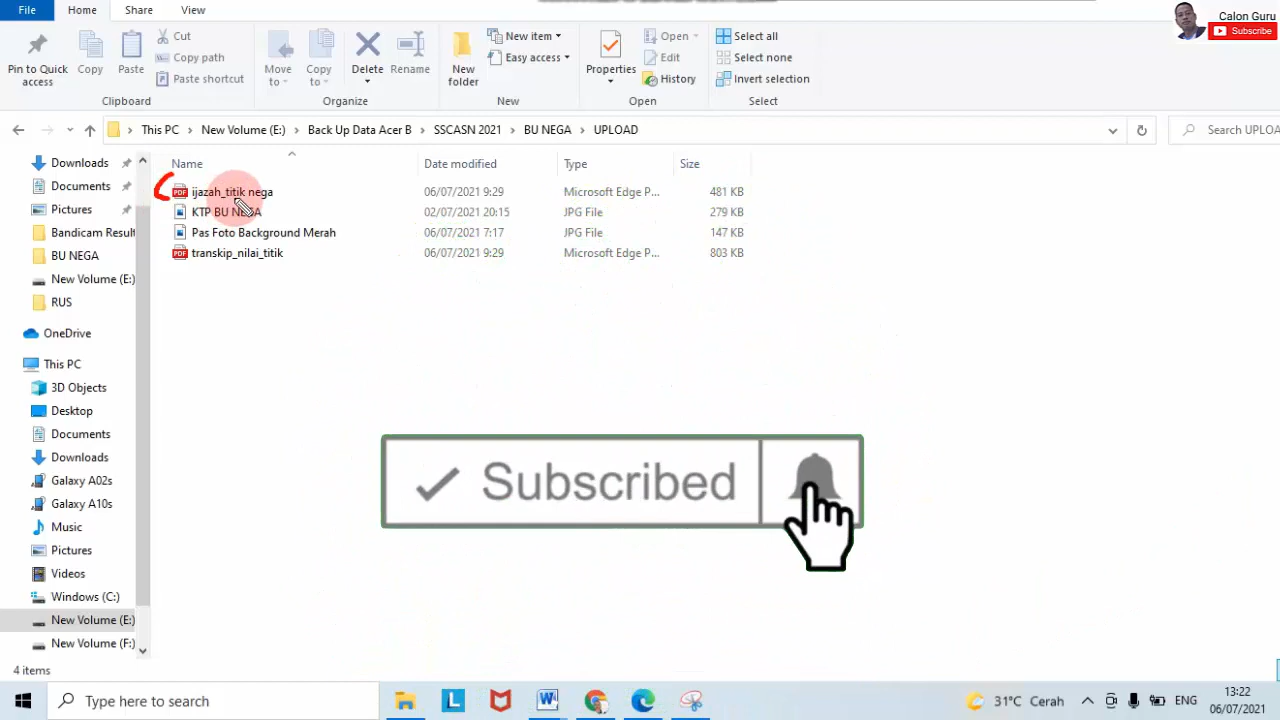 File Home Share View
Calon Guru
Subscribe
Pin to Quick access
Copy
Paste
Cut
Copy path
Paste shortcut
Clipboard
Move to
Copy to
Delete
Rename
Organize
New folder
New item
Easy access
New
Properties
Open
Edit
History
Open
Select all
Select none
Invert selection
Select
This PC > New Volume (E:) > Back Up Data Acer B > SSCASN 2021 > BU NEGA > UPLOAD
Search UPLOA
Downloads
Documents
Pictures
Bandicam Result
BU NEGA
New Volume (E:)
RUS
OneDrive
This PC
3D Objects
Desktop
Documents
Downloads
Galaxy A02s
Galaxy A10s
Music
Pictures
Videos
Windows (C:)
New Volume (E:)
New Volume (F:)
Name Date modified Type Size
ijazah_titik nega 06/07/2021 9:29 Microsoft Edge P... 481 KB
KTP BU NEGA 02/07/2021 20:15 JPG File 279 KB
Pas Foto Background Merah 06/07/2021 7:17 JPG File 147 KB
transkip_nilai_titik 06/07/2021 9:29 Microsoft Edge P... 803 KB
Subscribed
4 items
Type here to search
31°C Cerah
ENG
13:22
06/07/2021